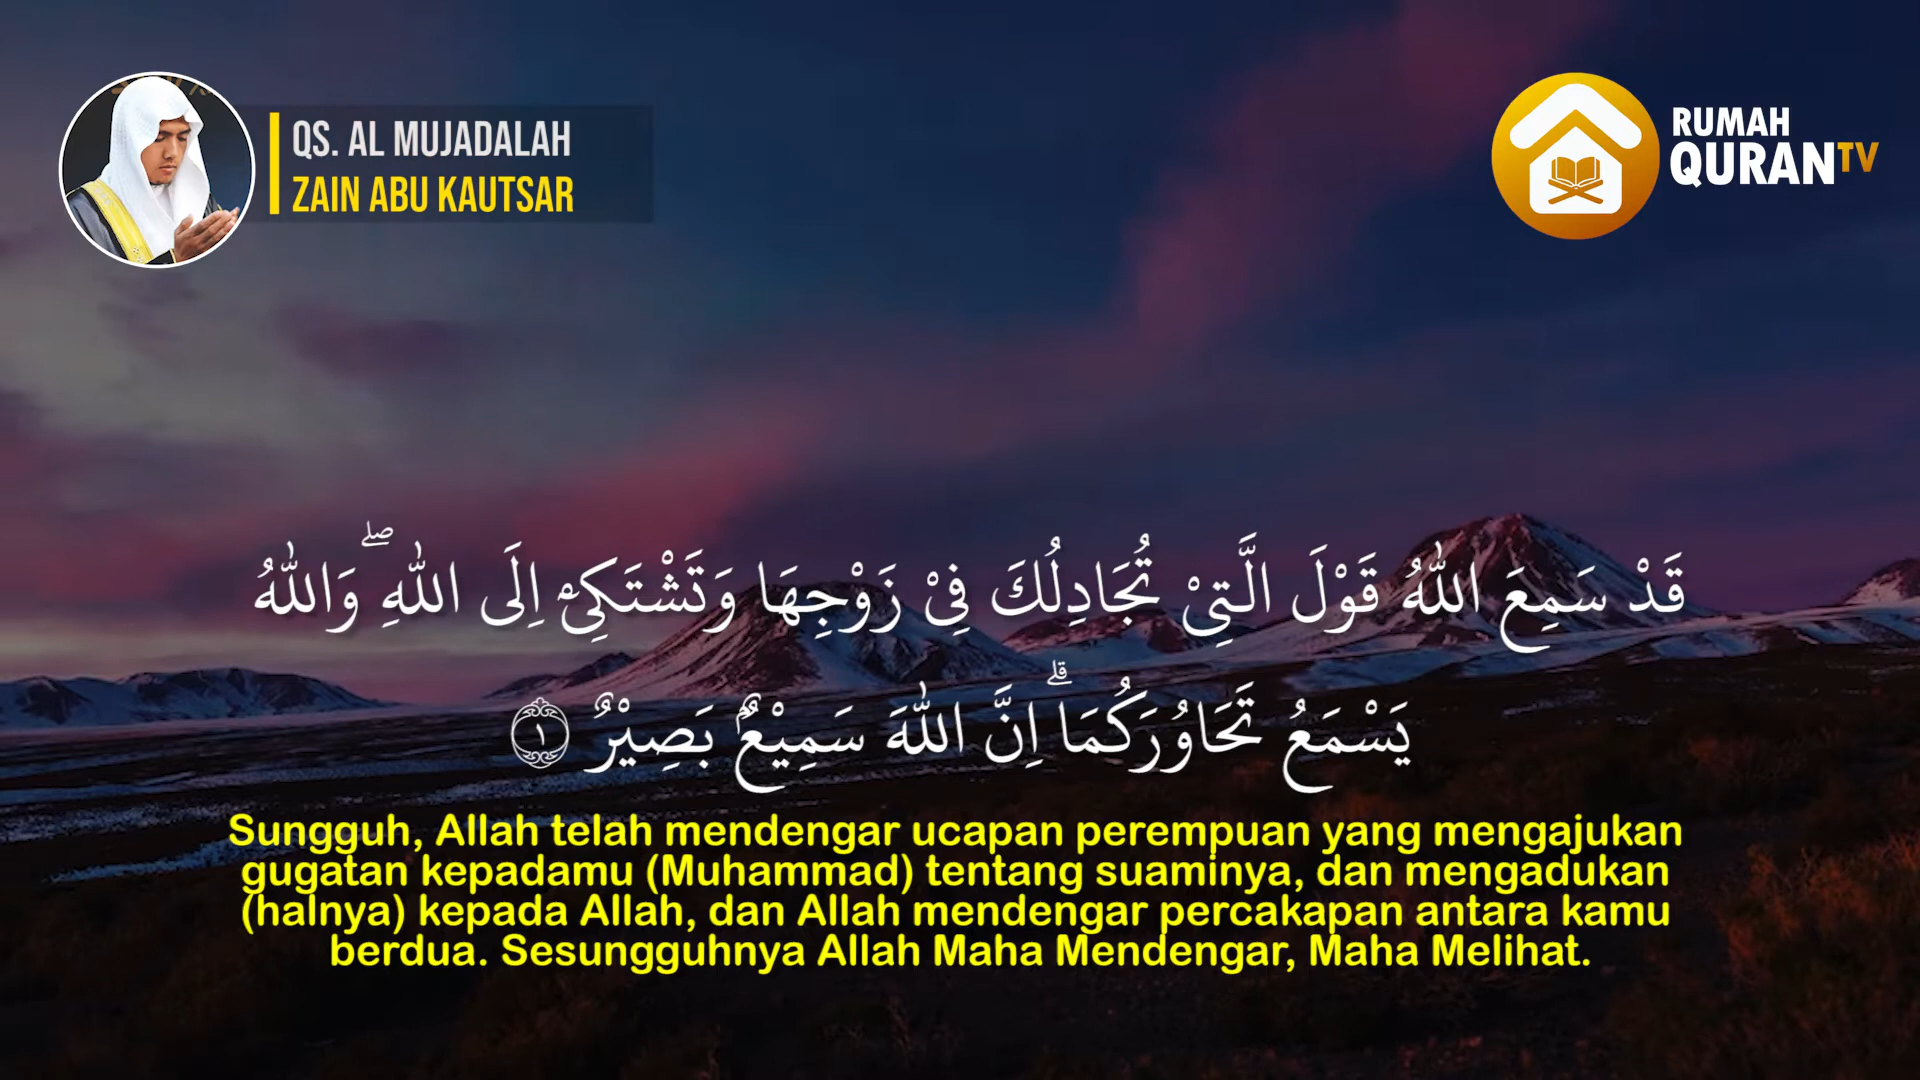 QS. AL MUJADALAH
ZAIN ABU KAUTSAR
RUMAH
QURANTV
قَدْ سَمِعَ اللّٰهُ قَوْلَ الَّتِيْ تُجَادِلُكَ فِيْ زَوْجِهَا وَتَشْتَكِيْٓ اِلَى اللّٰهِ ۖوَاللّٰهُ
يَسْمَعُ تَحَاوُرَكُمَاۗ اِنَّ اللّٰهَ سَمِيْعٌۢ بَصِيْرٌ ١
Sungguh, Allah telah mendengar ucapan perempuan yang mengajukan
gugatan kepadamu (Muhammad) tentang suaminya, dan mengadukan
(halnya) kepada Allah, dan Allah mendengar percakapan antara kamu
berdua. Sesungguhnya Allah Maha Mendengar, Maha Melihat.